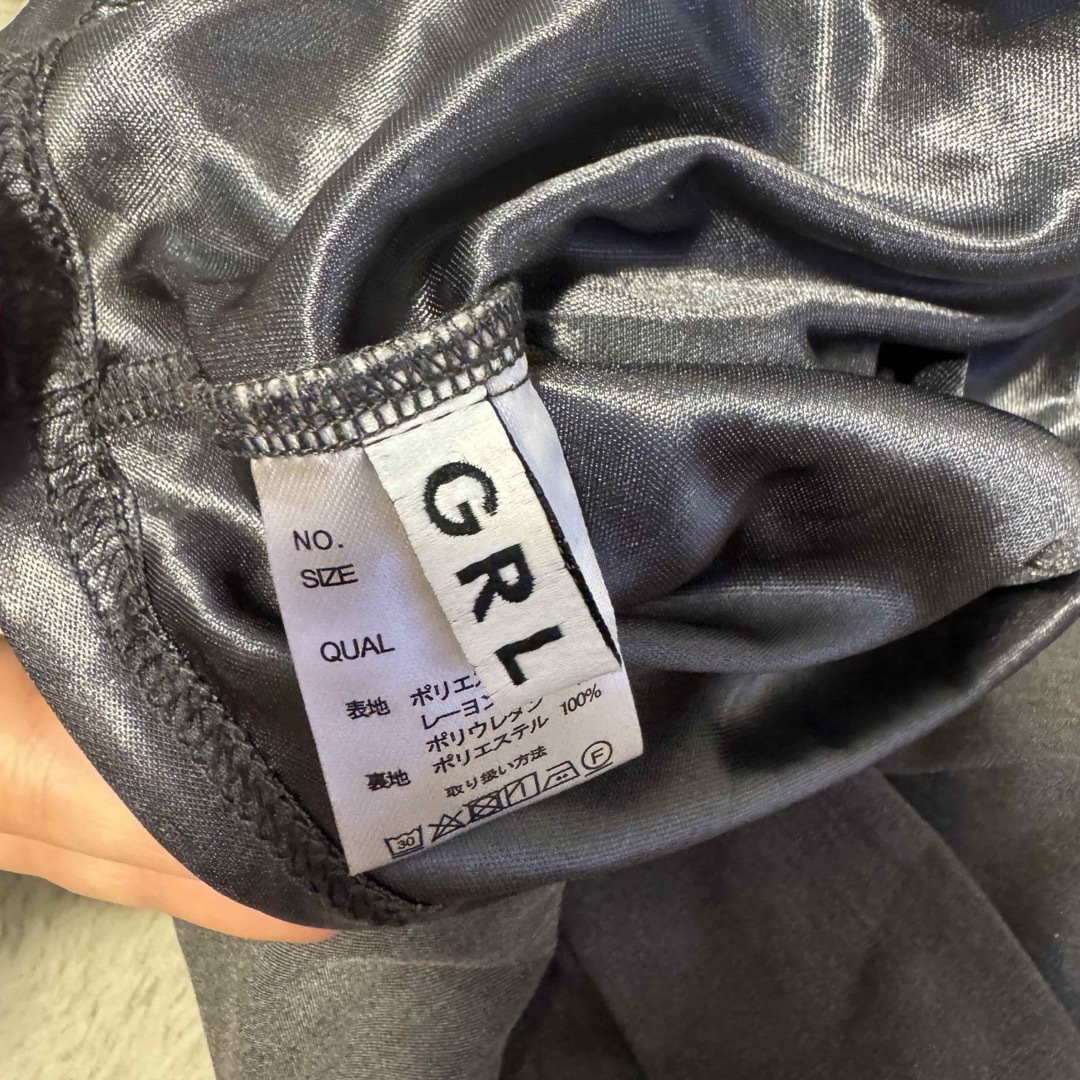 GRL
NO.
SIZE
QUAL
表地 ポリエ
レーヨン
ポリウレタン
裏地 ポリエステル 100%
取り扱い方法
30 F